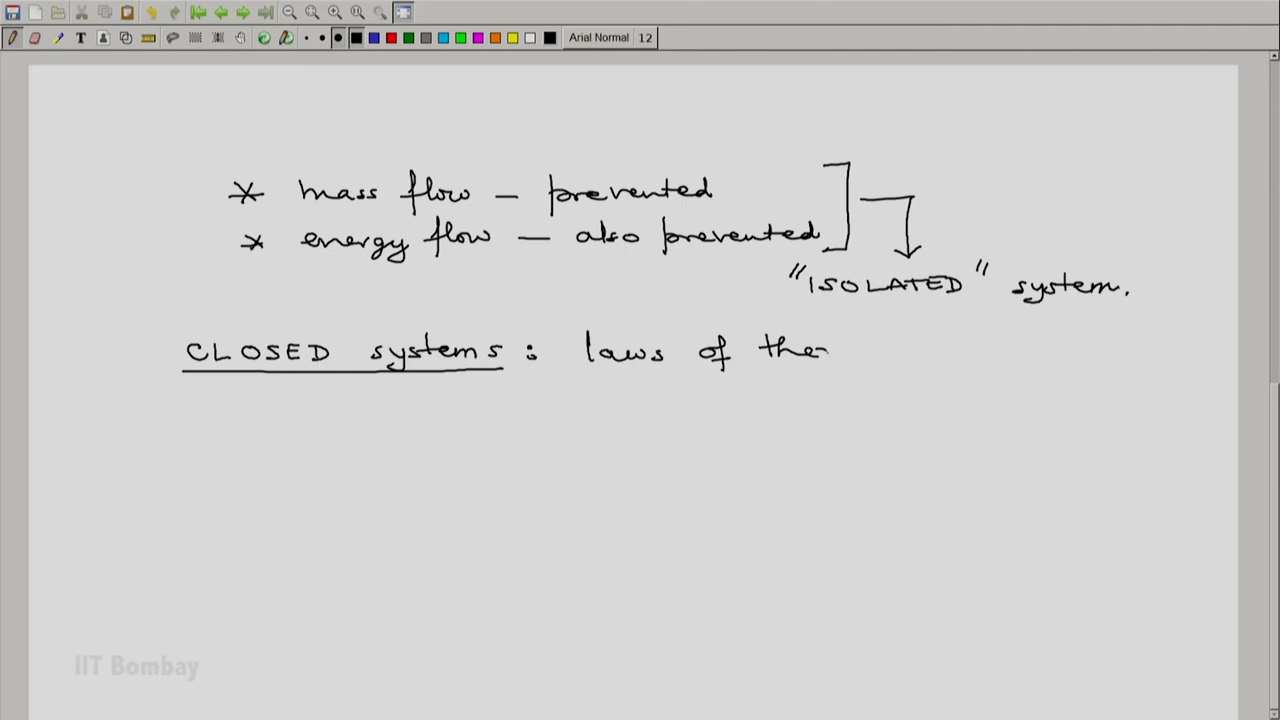 Arial Normal 12
* mass flow – prevented
* energy flow – also prevented
"ISOLATED" system.
CLOSED systems : laws of the
IIT Bombay